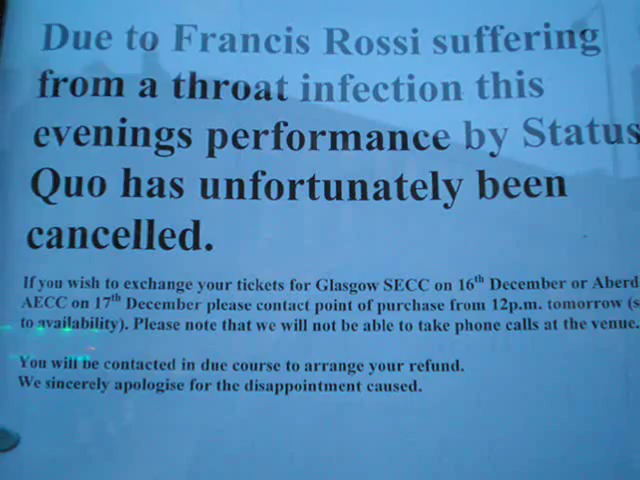 Due to Francis Rossi suffering
from a throat infection this
evenings performance by Status
Quo has unfortunately been
cancelled.
If you wish to exchange your tickets for Glasgow SECC on 16th December or Aberd
AECC on 17th December please contact point of purchase from 12p.m. tomorrow (s
to availability). Please note that we will not be able to take phone calls at the venue.
You will be contacted in due course to arrange your refund.
We sincerely apologise for the disappointment caused.